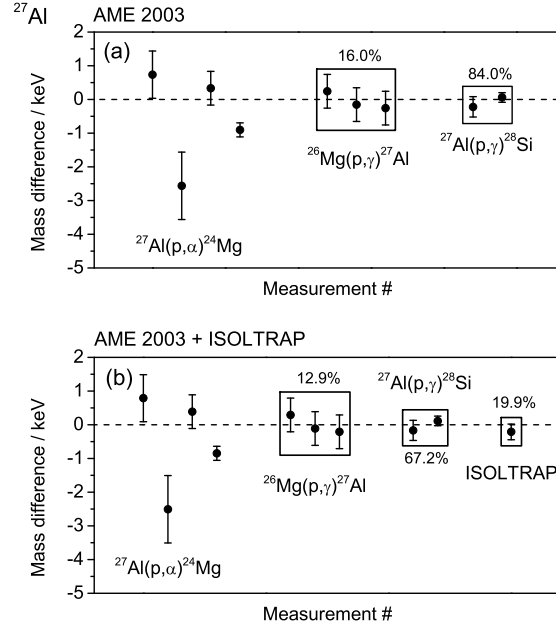 ²⁷Al
AME 2003
(a)
16.0%
84.0%
²⁶Mg(p,γ)²⁷Al
²⁷Al(p,γ)²⁸Si
²⁷Al(p,α)²⁴Mg
Mass difference / keV
2
1
0
-1
-2
-3
-4
-5
Measurement #
AME 2003 + ISOLTRAP
(b)
12.9%
²⁷Al(p,γ)²⁸Si
19.9%
67.2%
ISOLTRAP
²⁶Mg(p,γ)²⁷Al
²⁷Al(p,α)²⁴Mg
Mass difference / keV
2
1
0
-1
-2
-3
-4
-5
Measurement #